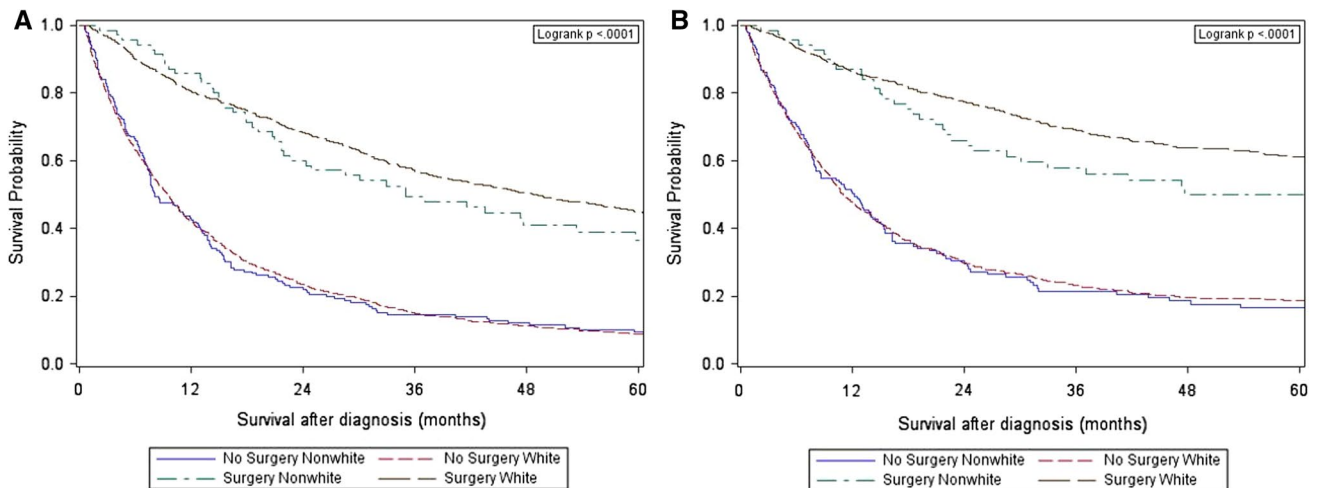 A
Logrank p <.0001
1.0
0.8
0.6
0.4
0.2
0.0
Survival Probability
0 12 24 36 48 60
Survival after diagnosis (months)
No Surgery Nonwhite No Surgery White
Surgery Nonwhite Surgery White
B
Logrank p <.0001
1.0
0.8
0.6
0.4
0.2
0.0
Survival Probability
0 12 24 36 48 60
Survival after diagnosis (months)
No Surgery Nonwhite No Surgery White
Surgery Nonwhite Surgery White